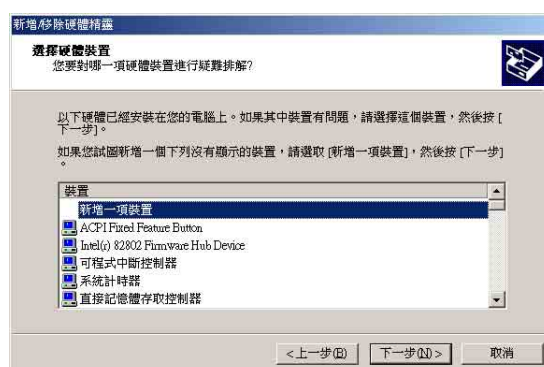 新增/移除硬體精靈
選擇硬體裝置
您要對哪一項硬體裝置進行疑難排解?
以下硬體已經安裝在您的電腦上。如果其中裝置有問題，請選擇這個裝置，然後按 [
下一步]。
如果您試圖新增一個下列沒有顯示的裝置，請選取 [新增一項裝置]，然後按 [下一步]
。
裝置
新增一項裝置
ACPI Fixed Feature Button
Intel(r) 82802 Firmware Hub Device
可程式中斷控制器
系統計時器
直接記憶體存取控制器
<上一步(B) 下一步(N)> 取消